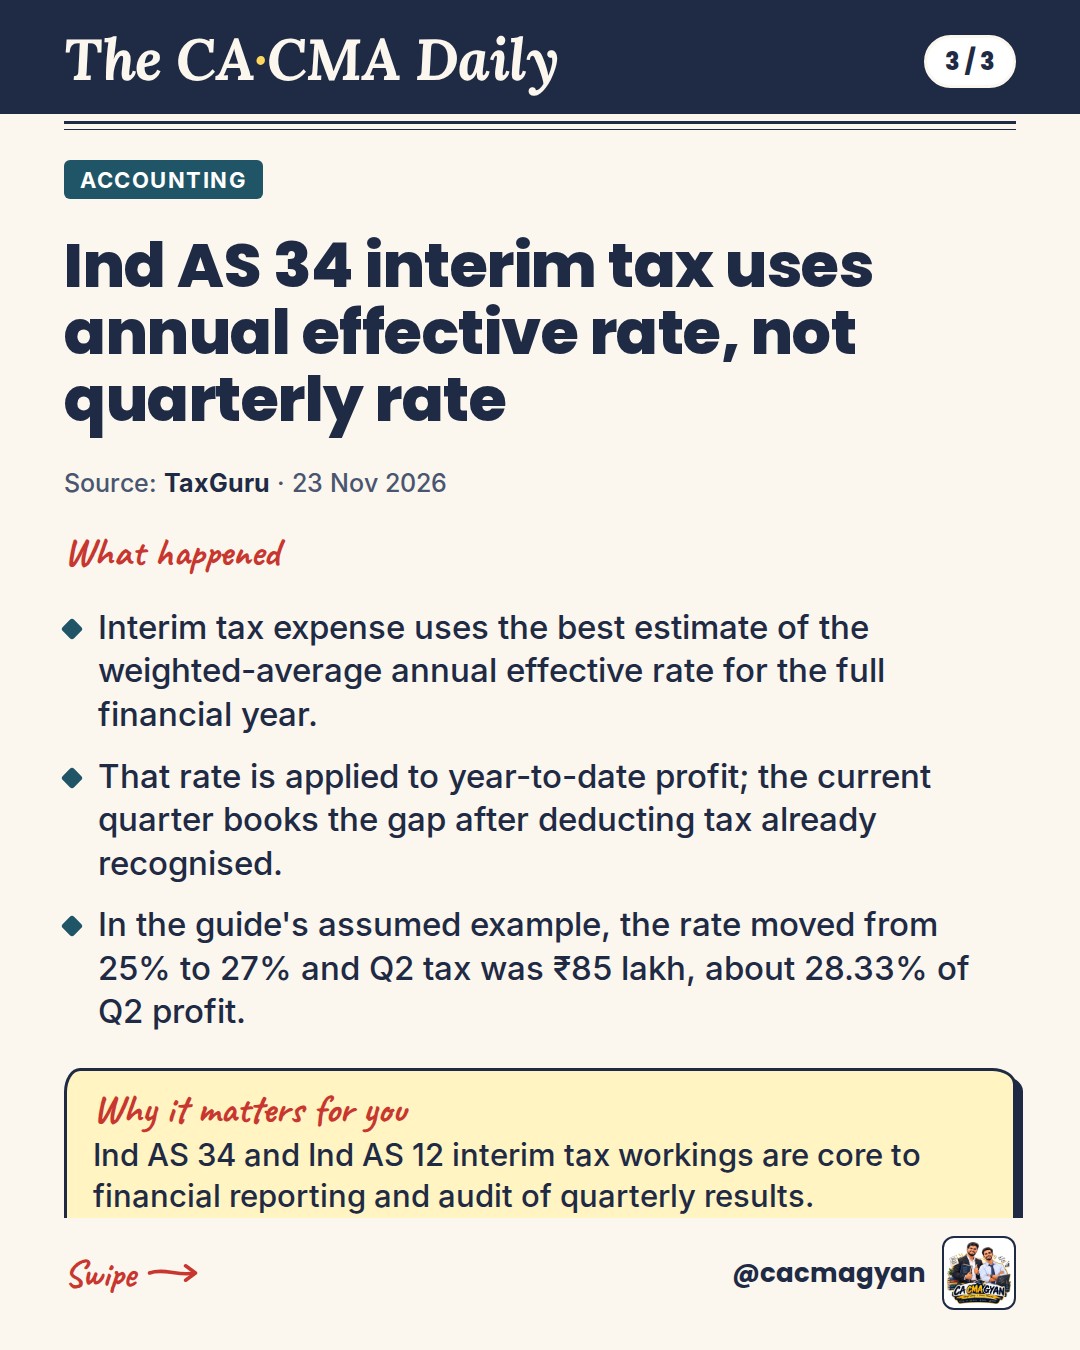 The CA·CMA Daily
3 / 3
ACCOUNTING
Ind AS 34 interim tax uses
annual effective rate, not
quarterly rate
Source: TaxGuru · 23 Nov 2026
What happened
Interim tax expense uses the best estimate of the
weighted-average annual effective rate for the full
financial year.
That rate is applied to year-to-date profit; the current
quarter books the gap after deducting tax already
recognised.
In the guide's assumed example, the rate moved from
25% to 27% and Q2 tax was ₹85 lakh, about 28.33% of
Q2 profit.
Why it matters for you
Ind AS 34 and Ind AS 12 interim tax workings are core to
financial reporting and audit of quarterly results.
Swipe
@cacmagyan
CA CMA GYAN